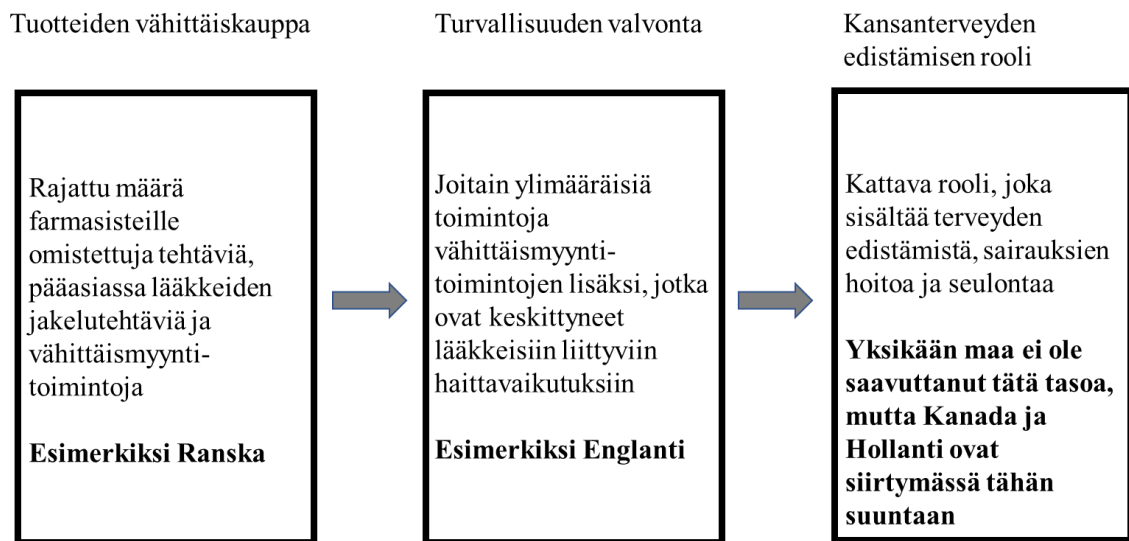 Tuotteiden vähittäiskauppa
Rajattu määrä
farmasisteille
omistettuja tehtäviä,
pääasiassa lääkkeiden
jakelutehtäviä ja
vähittäismyynti-
toimintoja
Esimerkiksi Ranska
Turvallisuuden valvonta
Joitain ylimääräisiä
toimintoja
vähittäismyynti-
toimintojen lisäksi, jotka
ovat keskittyneet
lääkkeisiin liittyviin
haittavaikutuksiin
Esimerkiksi Englanti
Kansanterveyden
edistämisen rooli
Kattava rooli, joka
sisältää terveyden
edistämistä, sairauksien
hoitoa ja seulontaa
Yksikään maa ei ole
saavuttanut tätä tasoa,
mutta Kanada ja
Hollanti ovat
siirtymässä tähän
suuntaan